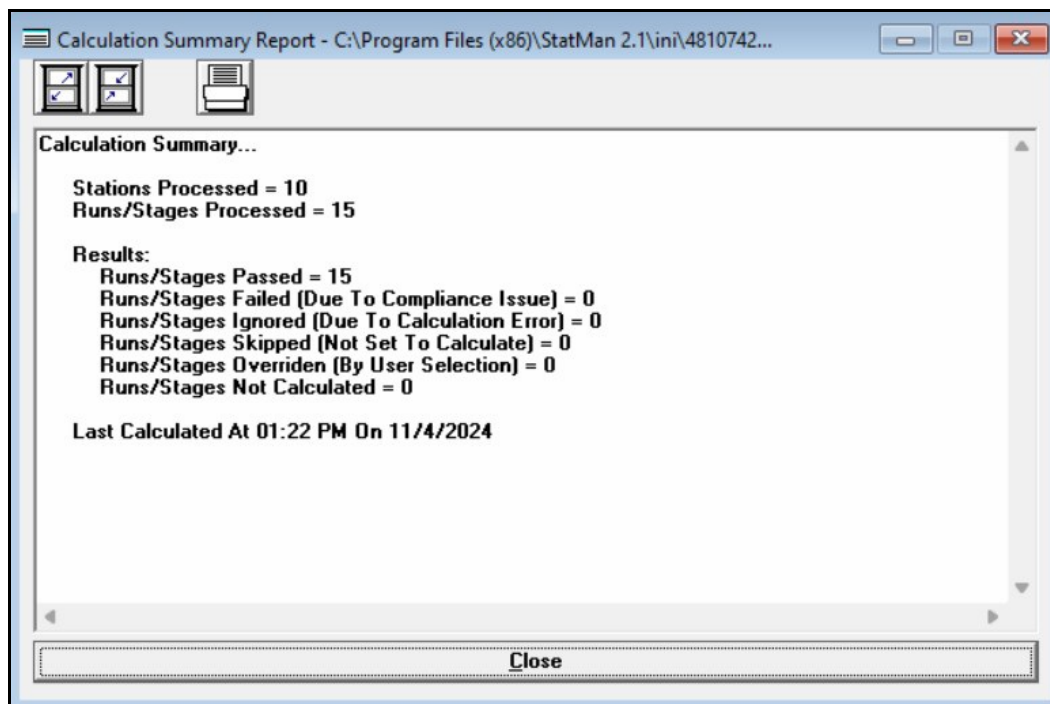 Calculation Summary Report - C:\Program Files (x86)\StatMan 2.1\ini\4810742...
Calculation Summary...
Stations Processed = 10
Runs/Stages Processed = 15
Results:
Runs/Stages Passed = 15
Runs/Stages Failed (Due To Compliance Issue) = 0
Runs/Stages Ignored (Due To Calculation Error) = 0
Runs/Stages Skipped (Not Set To Calculate) = 0
Runs/Stages Overriden (By User Selection) = 0
Runs/Stages Not Calculated = 0
Last Calculated At 01:22 PM On 11/4/2024
Close